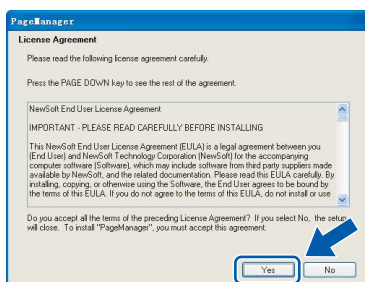 PageManager
License Agreement
Please read the following license agreement carefully.
Press the PAGE DOWN key to see the rest of the agreement.
NewSoft End User License Agreement
IMPORTANT - PLEASE READ CAREFULLY BEFORE INSTALLING
This NewSoft End User License Agreement (EULA) is a legal agreement between you
(End User) and NewSoft Technology Corporation (NewSoft) for the accompanying
computer software (Software), which may include software from third party suppliers made
available by NewSoft, and the related documentation. Please read this EULA carefully. By
installing, copying, or otherwise using the Software, the End User agrees to be bound by
the terms of this EULA. If you do not agree to the terms of this EULA, do not install or use
Do you accept all the terms of the preceding License Agreement? If you select No, the setup
will close. To install "PageManager", you must accept this agreement.
Yes
No